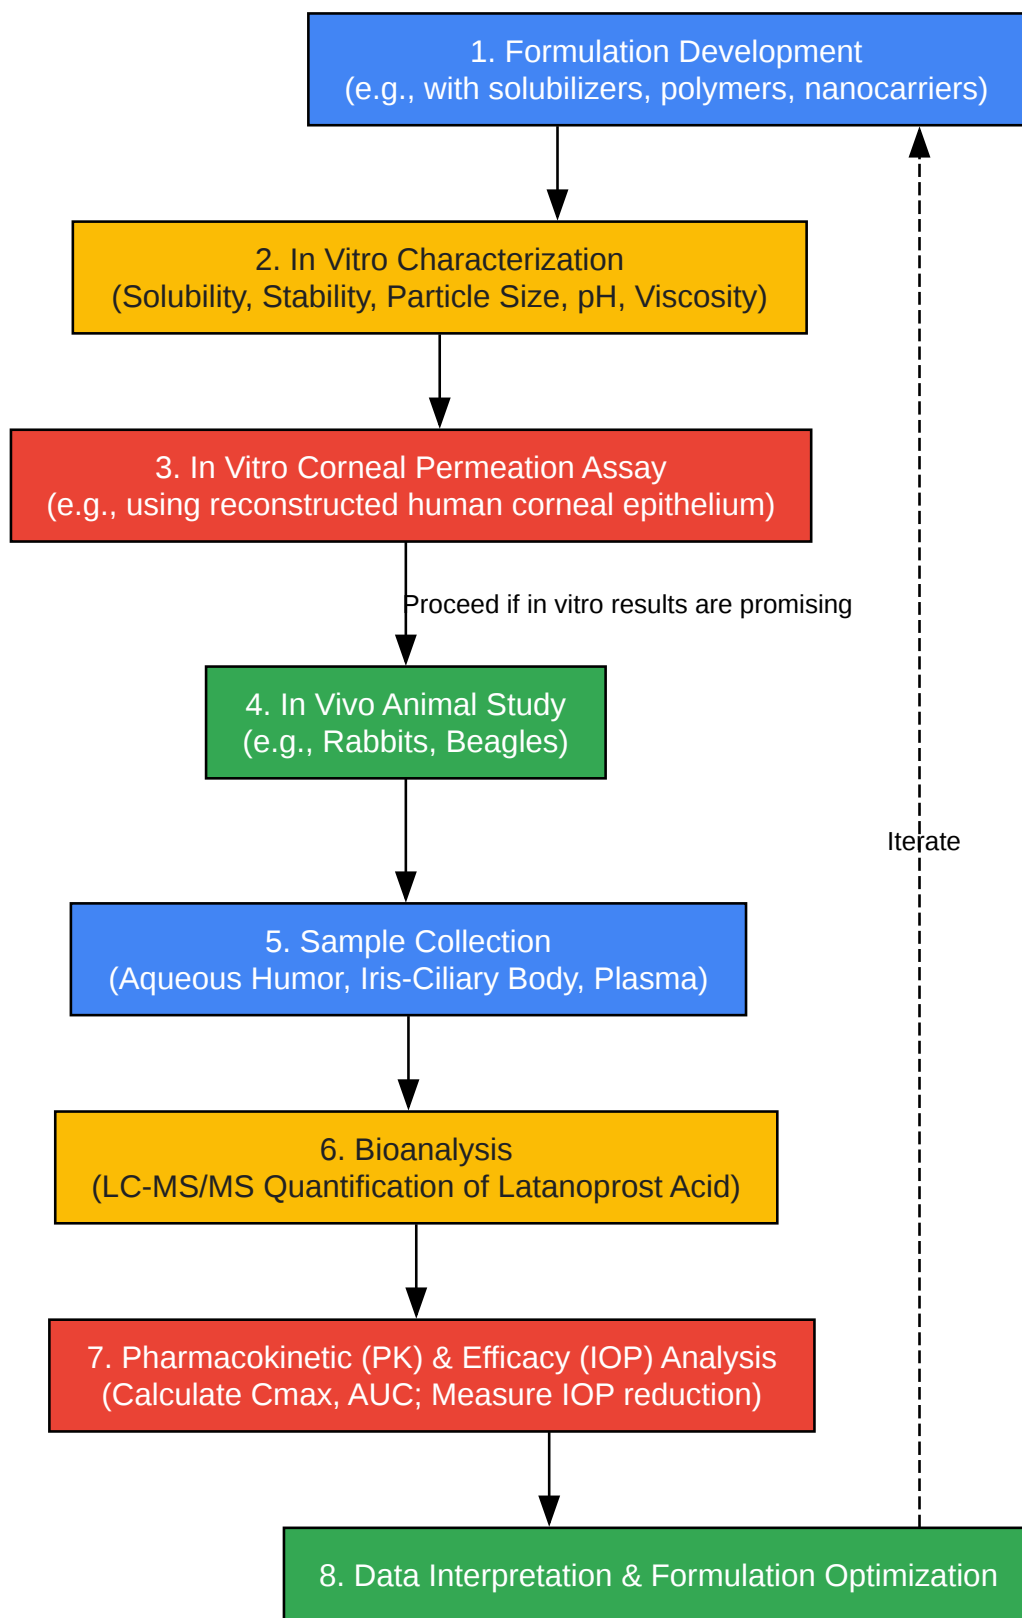 1. Formulation Development
(e.g., with solubilizers, polymers, nanocarriers)
2. In Vitro Characterization
(Solubility, Stability, Particle Size, pH, Viscosity)
3. In Vitro Corneal Permeation Assay
(e.g., using reconstructed human corneal epithelium)
Proceed if in vitro results are promising
4. In Vivo Animal Study
(e.g., Rabbits, Beagles)
Iterate
5. Sample Collection
(Aqueous Humor, Iris-Ciliary Body, Plasma)
6. Bioanalysis
(LC-MS/MS Quantification of Latanoprost Acid)
7. Pharmacokinetic (PK) & Efficacy (IOP) Analysis
(Calculate Cmax, AUC; Measure IOP reduction)
8. Data Interpretation & Formulation Optimization